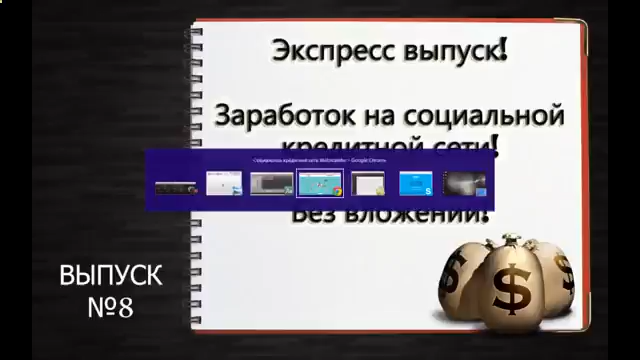 Экспресс выпуск!
Заработок на социальной
кредитной сети!
Без вложений!
ВЫПУСК
№8
$
$
$